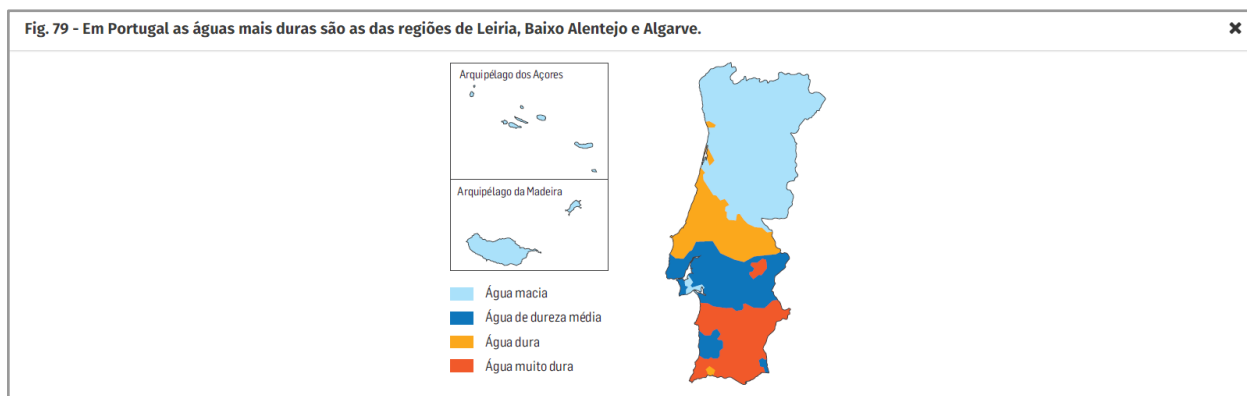 Fig. 79 - Em Portugal as águas mais duras são as das regiões de Leiria, Baixo Alentejo e Algarve.
Arquipélago dos Açores
Arquipélago da Madeira
Água macia
Água de dureza média
Água dura
Água muito dura